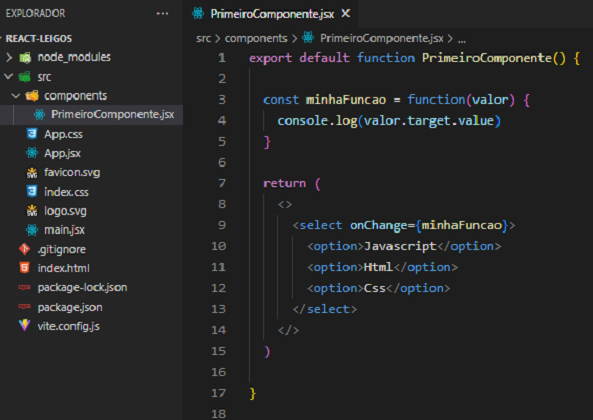 EXPLORADOR
REACT-LEIGOS
node_modules
src
components
PrimeiroComponente.jsx
App.css
App.jsx
favicon.svg
index.css
logo.svg
main.jsx
.gitignore
index.html
package-lock.json
package.json
vite.config.js
PrimeiroComponente.jsx
src > components > PrimeiroComponente.jsx > ...
1 export default function PrimeiroComponente() {
2
3 const minhaFuncao = function(valor) {
4 console.log(valor.target.value)
5 }
6
7 return (
8 <>
9 <select onChange={minhaFuncao}>
10 <option>Javascript</option>
11 <option>Html</option>
12 <option>Css</option>
13 </select>
14 </>
15 )
16
17 }
18